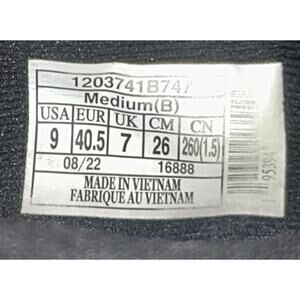 1203741B747
Medium(B)
USA EUR UK CM CN
9 40.5 7 26 260(1.5)
08/22 16888
MADE IN VIETNAM
FABRIQUÉ AU VIETNAM